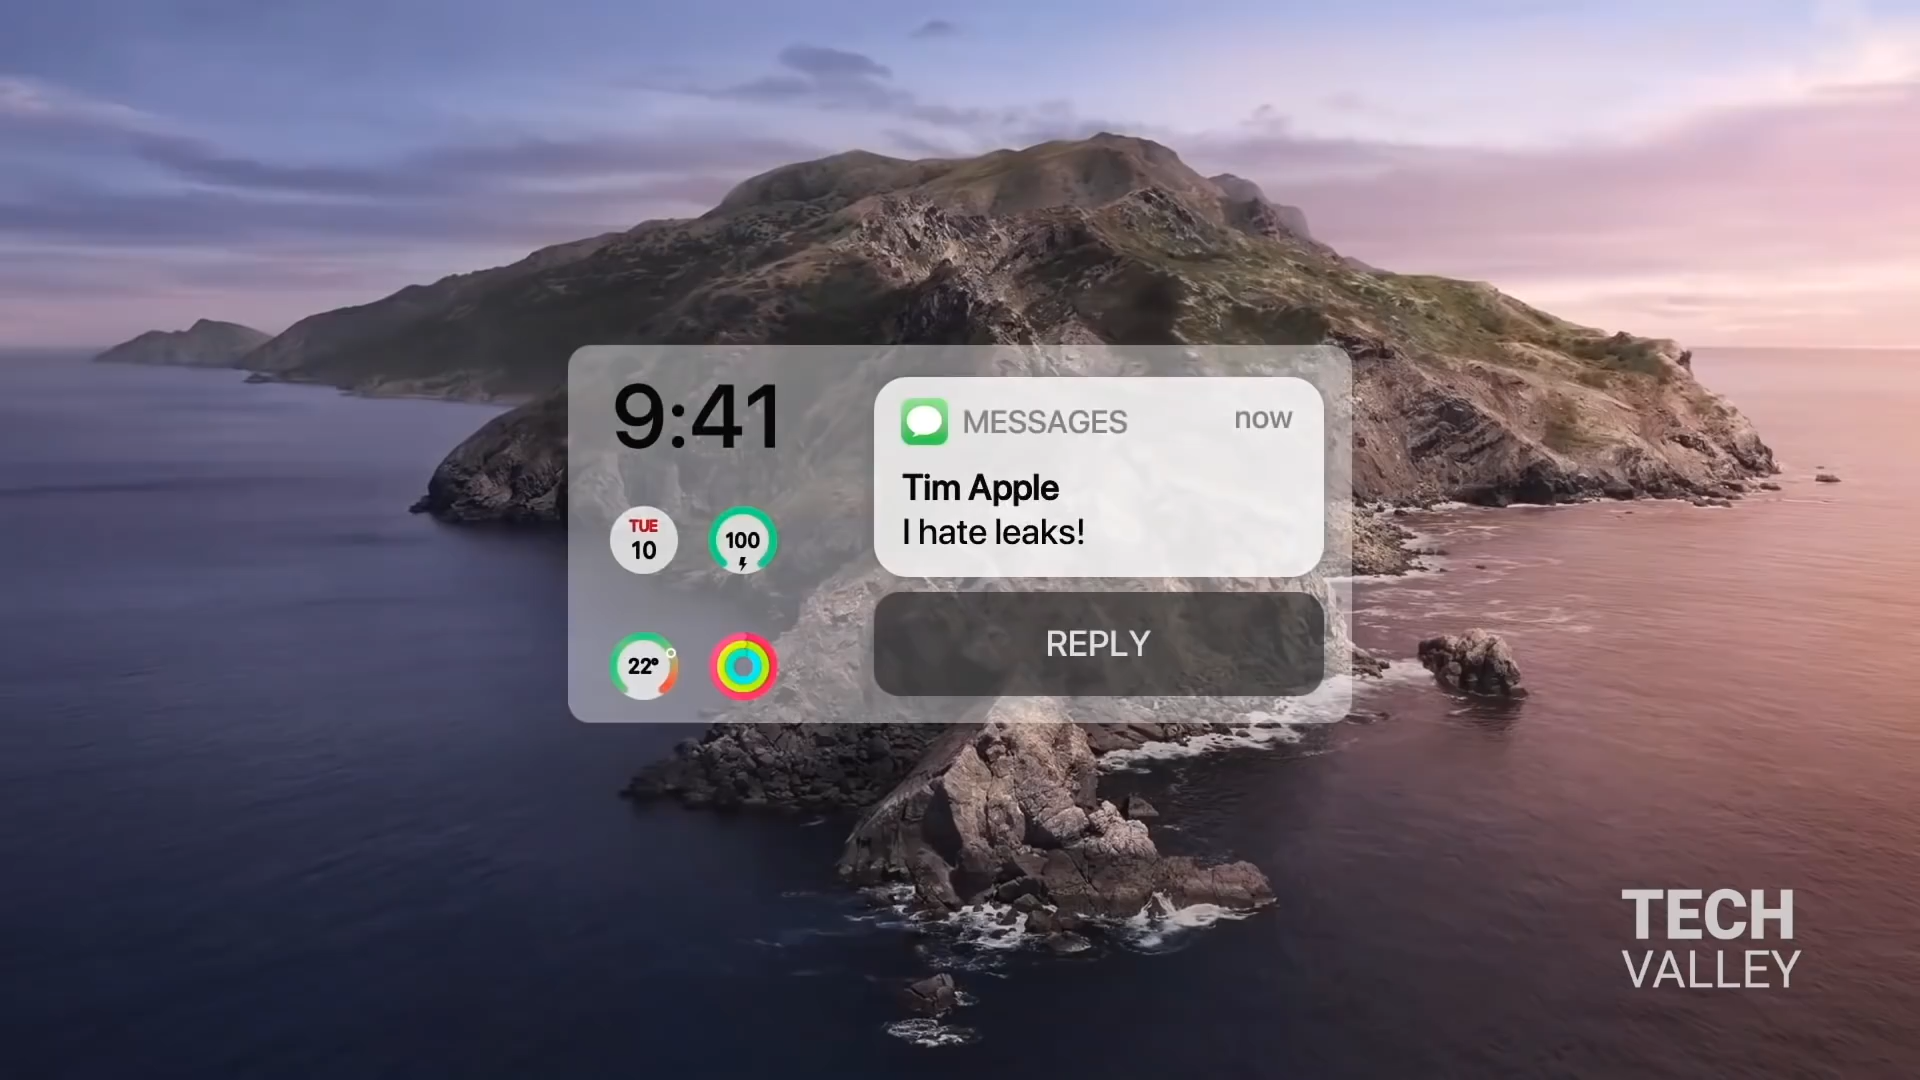 9:41
TUE
10
100
22°
MESSAGES
now
Tim Apple
I hate leaks!
REPLY
TECH
VALLEY